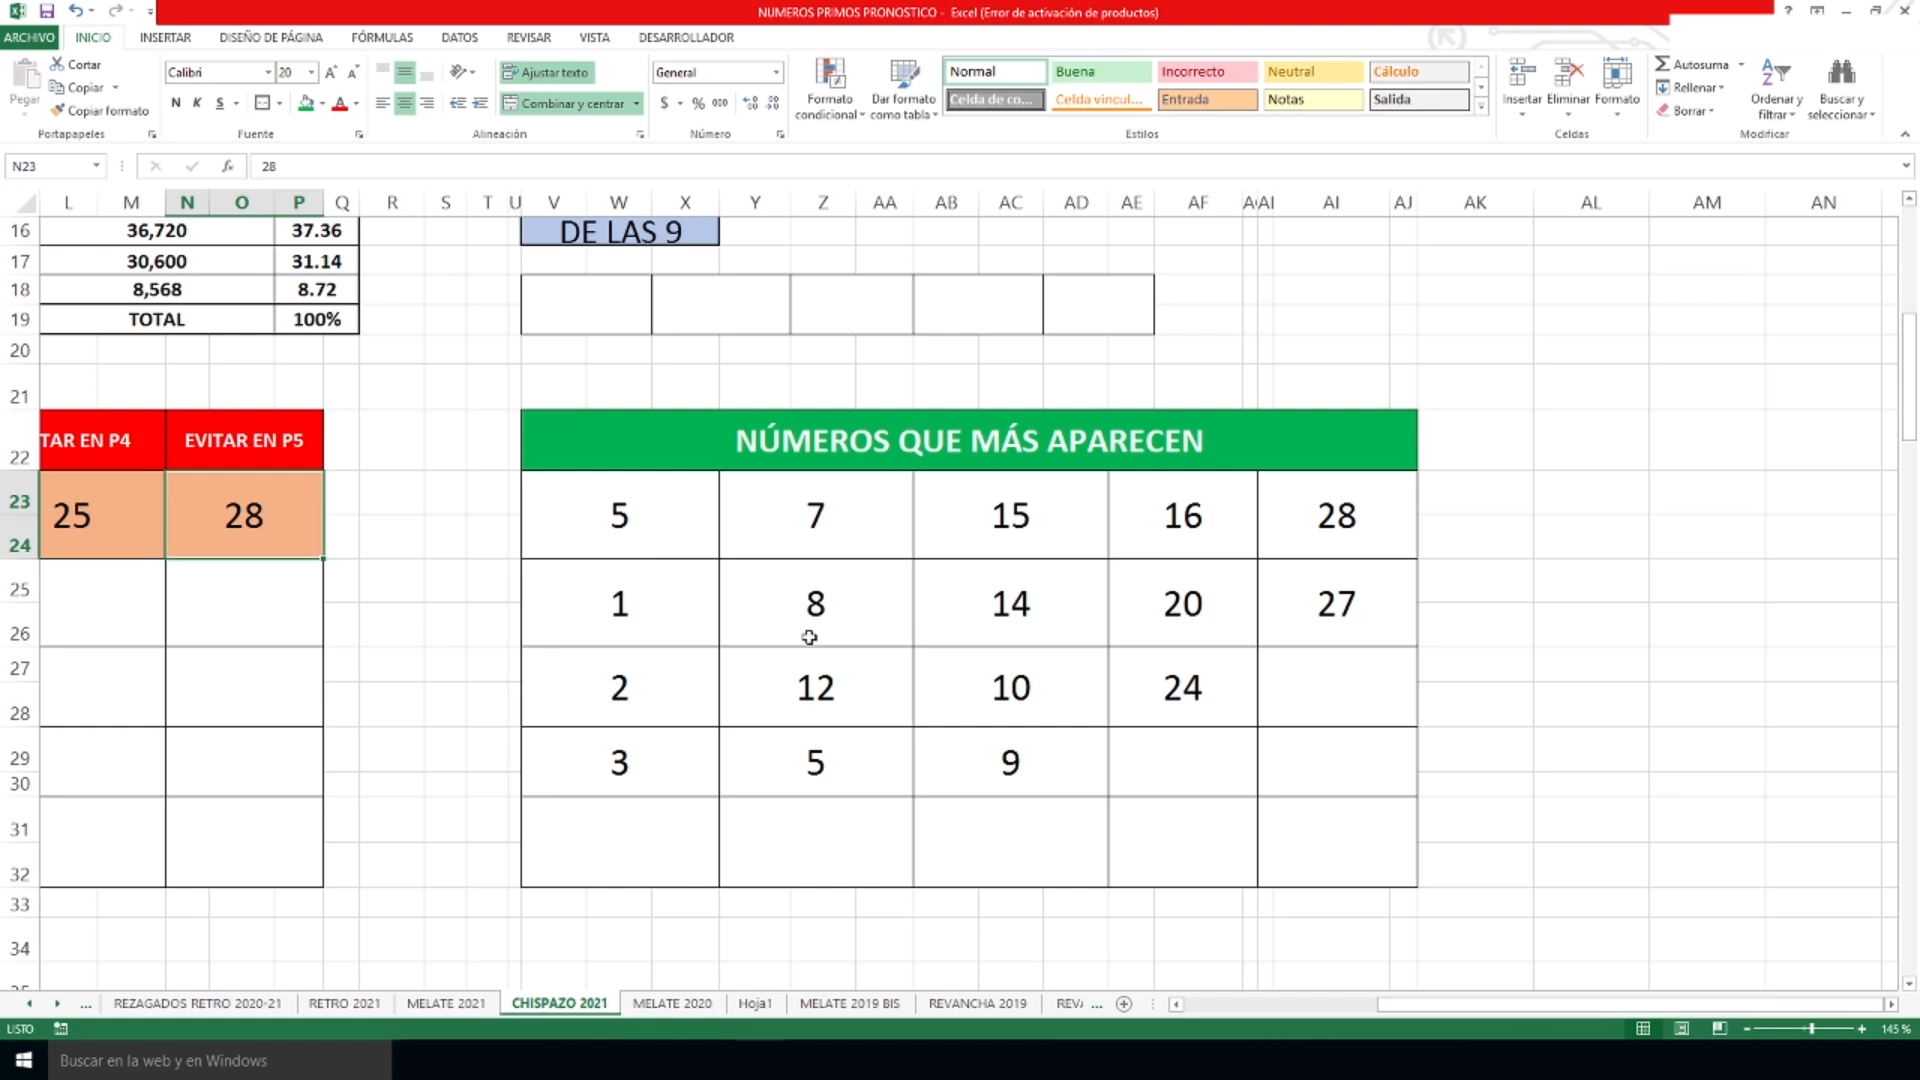 NUMEROS PRIMOS PRONOSTICO - Excel (Error de activación de productos)
ARCHIVO INICIO INSERTAR DISEÑO DE PÁGINA FÓRMULAS DATOS REVISAR VISTA DESARROLLADOR
Pegar
Cortar
Copiar
Copiar formato
Portapapeles
Calibri 20
N K S
Fuente
Ajustar texto
Combinar y centrar
Alineación
General
$ % 000
Número
Formato condicional
Dar formato como tabla
Normal Buena Incorrecto Neutral Cálculo
Celda de co... Celda vincul... Entrada Notas Salida
Estilos
Insertar Eliminar Formato
Celdas
Autosuma
Rellenar
Borrar
Ordenar y filtrar
Buscar y seleccionar
Modificar
N23 fx 28
L M N O P Q R S T U V W X Y Z AA AB AC AD AE AF AI AJ AK AL AM AN
16 36,720 37.36 DE LAS 9
17 30,600 31.14
18 8,568 8.72
19 TOTAL 100%
20
21
22 TAR EN P4 EVITAR EN P5 NÚMEROS QUE MÁS APARECEN
23
24 25 28 5 7 15 16 28
25
26 1 8 14 20 27
27
28 2 12 10 24
29
30 3 5 9
31
32
33
34
... REZAGADOS RETRO 2020-21 RETRO 2021 MELATE 2021 CHISPAZO 2021 MELATE 2020 Hoja1 MELATE 2019 BIS REVANCHA 2019 ...
LISTO 145 %
Buscar en la web y en Windows